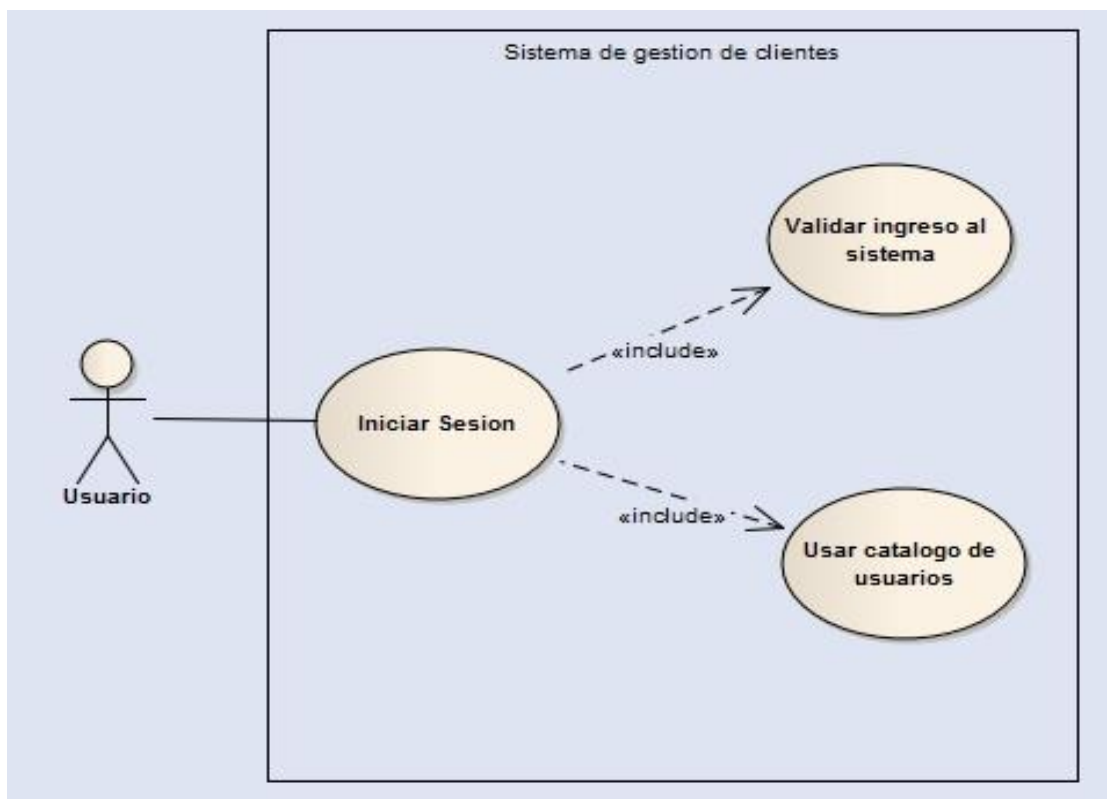 Sistema de gestion de clientes
Validar ingreso al
sistema
«include»
Iniciar Sesion
Usuario
«include»
Usar catalogo de
usuarios